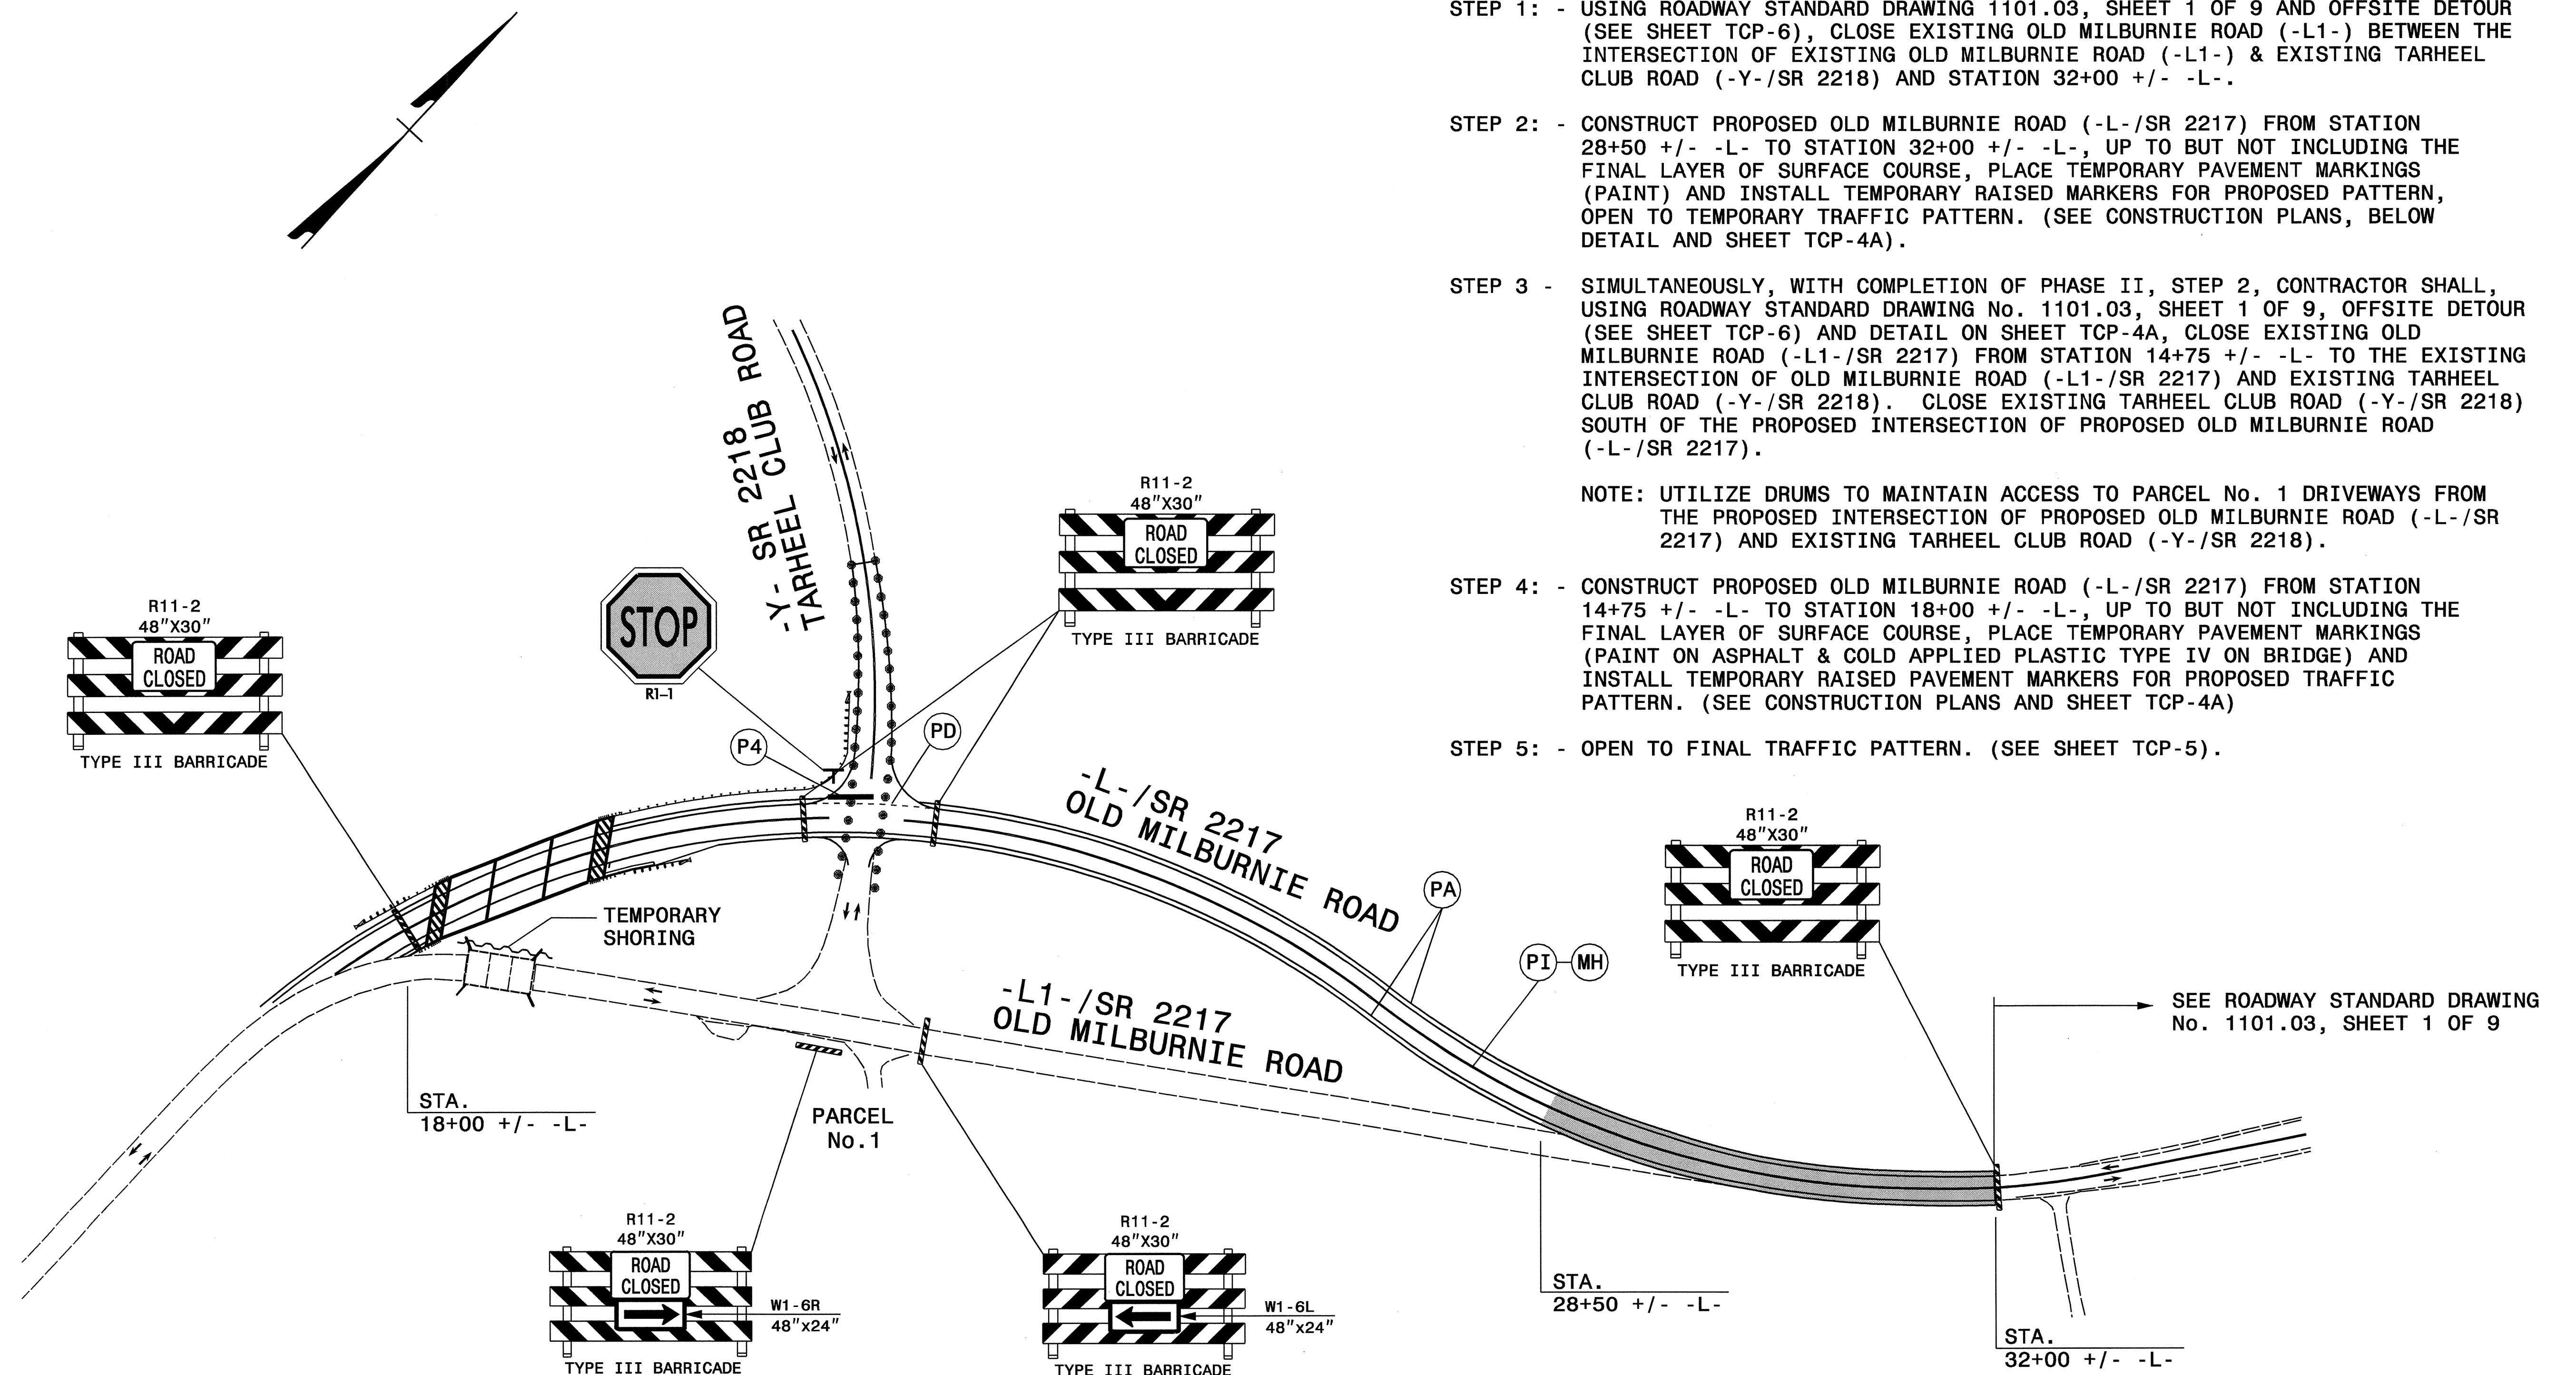 STEP 1: - USING ROADWAY STANDARD DRAWING 1101.03, SHEET 1 OF 9 AND OFFSITE DETOUR
(SEE SHEET TCP-6), CLOSE EXISTING OLD MILBURNIE ROAD (-L1-) BETWEEN THE
INTERSECTION OF EXISTING OLD MILBURNIE ROAD (-L1-) & EXISTING TARHEEL
CLUB ROAD (-Y-/SR 2218) AND STATION 32+00 +/- -L-.
STEP 2: - CONSTRUCT PROPOSED OLD MILBURNIE ROAD (-L-/SR 2217) FROM STATION
28+50 +/- -L- TO STATION 32+00 +/- -L-, UP TO BUT NOT INCLUDING THE
FINAL LAYER OF SURFACE COURSE, PLACE TEMPORARY PAVEMENT MARKINGS
(PAINT) AND INSTALL TEMPORARY RAISED MARKERS FOR PROPOSED PATTERN,
OPEN TO TEMPORARY TRAFFIC PATTERN. (SEE CONSTRUCTION PLANS, BELOW
DETAIL AND SHEET TCP-4A).
STEP 3 - SIMULTANEOUSLY, WITH COMPLETION OF PHASE II, STEP 2, CONTRACTOR SHALL,
USING ROADWAY STANDARD DRAWING No. 1101.03, SHEET 1 OF 9, OFFSITE DETOUR
(SEE SHEET TCP-6) AND DETAIL ON SHEET TCP-4A, CLOSE EXISTING OLD
MILBURNIE ROAD (-L1-/SR 2217) FROM STATION 14+75 +/- -L- TO THE EXISTING
INTERSECTION OF OLD MILBURNIE ROAD (-L1-/SR 2217) AND EXISTING TARHEEL
CLUB ROAD (-Y-/SR 2218). CLOSE EXISTING TARHEEL CLUB ROAD (-Y-/SR 2218)
SOUTH OF THE PROPOSED INTERSECTION OF PROPOSED OLD MILBURNIE ROAD
(-L-/SR 2217).
NOTE: UTILIZE DRUMS TO MAINTAIN ACCESS TO PARCEL No. 1 DRIVEWAYS FROM
THE PROPOSED INTERSECTION OF PROPOSED OLD MILBURNIE ROAD (-L-/SR
2217) AND EXISTING TARHEEL CLUB ROAD (-Y-/SR 2218).
STEP 4: - CONSTRUCT PROPOSED OLD MILBURNIE ROAD (-L-/SR 2217) FROM STATION
14+75 +/- -L- TO STATION 18+00 +/- -L-, UP TO BUT NOT INCLUDING THE
FINAL LAYER OF SURFACE COURSE, PLACE TEMPORARY PAVEMENT MARKINGS
(PAINT ON ASPHALT & COLD APPLIED PLASTIC TYPE IV ON BRIDGE) AND
INSTALL TEMPORARY RAISED PAVEMENT MARKERS FOR PROPOSED TRAFFIC
PATTERN. (SEE CONSTRUCTION PLANS AND SHEET TCP-4A)
STEP 5: - OPEN TO FINAL TRAFFIC PATTERN. (SEE SHEET TCP-5).
-Y- SR 2218
TARHEEL CLUB ROAD
R11-2
48"X30"
ROAD
CLOSED
TYPE III BARRICADE
STOP
R1-1
R11-2
48"X30"
ROAD
CLOSED
TYPE III BARRICADE
P4
PD
-L-/SR 2217
OLD MILBURNIE ROAD
R11-2
48"X30"
ROAD
CLOSED
TYPE III BARRICADE
PA
PI
MH
TEMPORARY
SHORING
-L1-/SR 2217
OLD MILBURNIE ROAD
SEE ROADWAY STANDARD DRAWING
No. 1101.03, SHEET 1 OF 9
STA.
18+00 +/- -L-
PARCEL
No.1
R11-2
48"X30"
ROAD
CLOSED
W1-6R
48"x24"
TYPE III BARRICADE
R11-2
48"X30"
ROAD
CLOSED
W1-6L
48"x24"
TYPE III BARRICADE
STA.
28+50 +/- -L-
STA.
32+00 +/- -L-